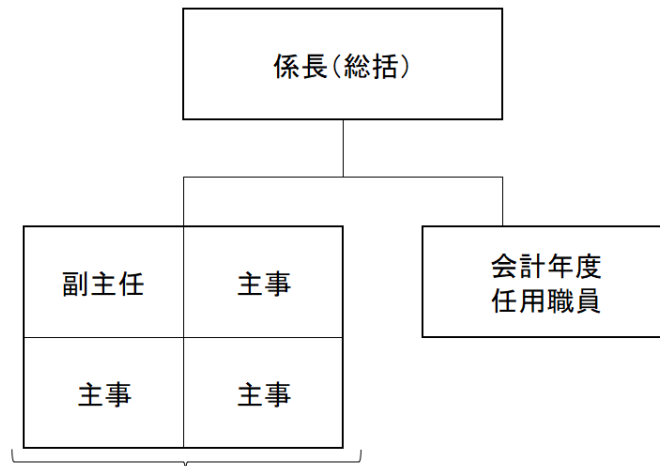 係長(総括)
副主任
主事
会計年度
任用職員
主事
主事